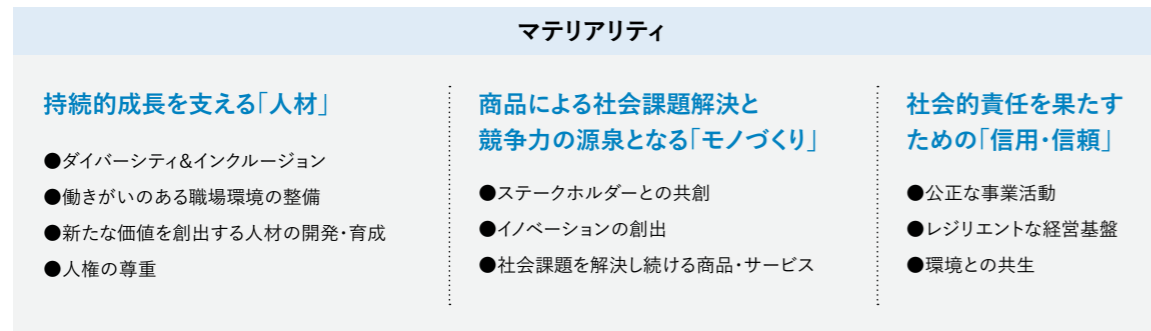 マテリアリティ
持続的成長を支える「人材」
●ダイバーシティ&インクルージョン
●働きがいのある職場環境の整備
●新たな価値を創出する人材の開発・育成
●人権の尊重
商品による社会課題解決と
競争力の源泉となる「モノづくり」
●ステークホルダーとの共創
●イノベーションの創出
●社会課題を解決し続ける商品・サービス
社会的責任を果たす
ための「信用・信頼」
●公正な事業活動
●レジリエントな経営基盤
●環境との共生